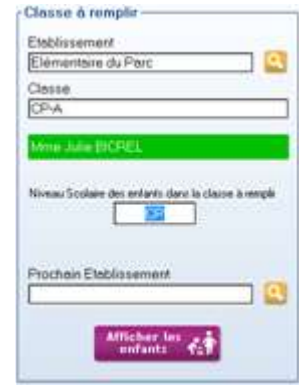 Classe à remplir
Etablissement
Elémentaire du Parc
Classe
CP-A
Mme Julie BICREL
Niveau Scolaire des enfants dans la classe à remplir
CP
Prochain Etablissement
Afficher les
enfants